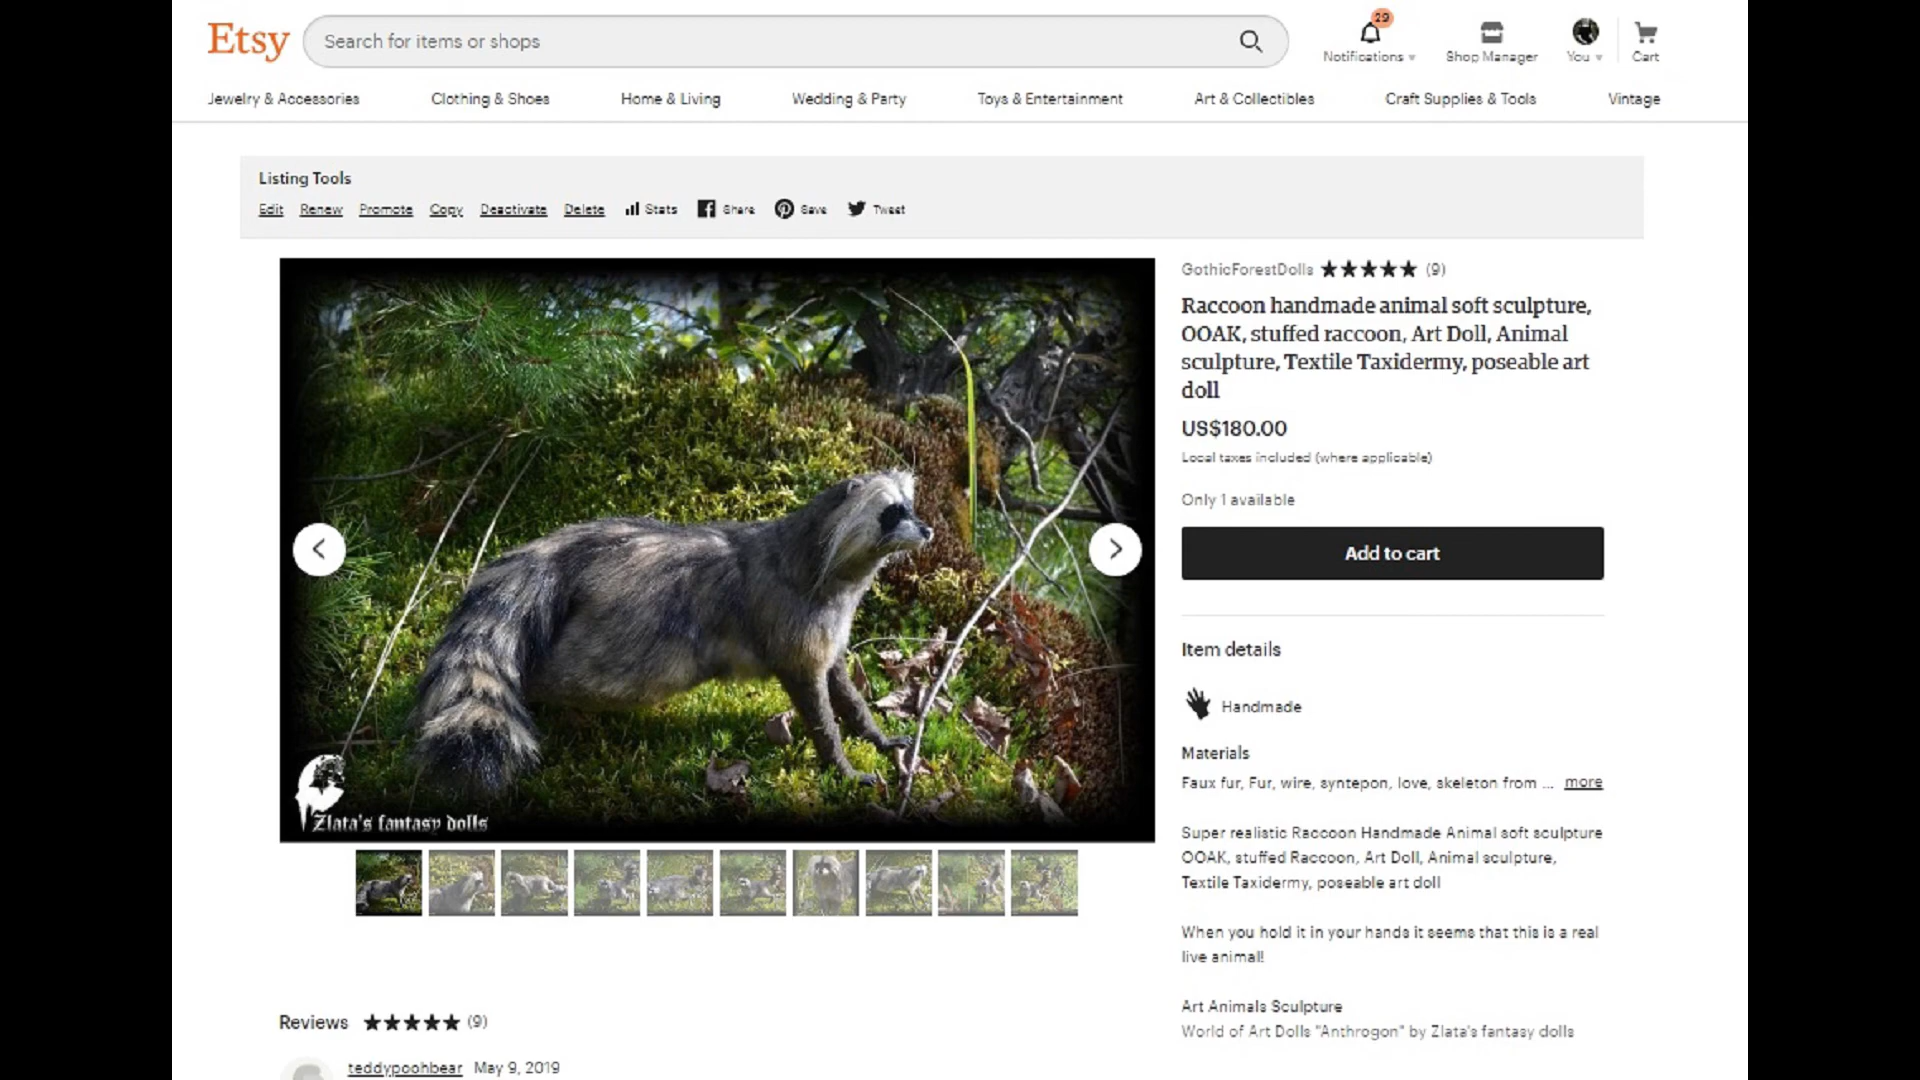 Etsy
Search for items or shops
29
Notifications
Shop Manager
You
Cart
Jewelry & Accessories
Clothing & Shoes
Home & Living
Wedding & Party
Toys & Entertainment
Art & Collectibles
Craft Supplies & Tools
Vintage
Listing Tools
Edit Renew Promote Copy Deactivate Delete Stats Share Save Tweet
GothicForestDolls (9)
Raccoon handmade animal soft sculpture,
OOAK, stuffed raccoon, Art Doll, Animal
sculpture, Textile Taxidermy, poseable art
doll
US$180.00
Local taxes included (where applicable)
Only 1 available
Add to cart
Item details
Handmade
Materials
Faux fur, Fur, wire, syntepon, love, skeleton from ... more
Super realistic Raccoon Handmade Animal soft sculpture
OOAK, stuffed Raccoon, Art Doll, Animal sculpture,
Textile Taxidermy, poseable art doll
When you hold it in your hands it seems that this is a real
live animal!
Art Animals Sculpture
World of Art Dolls "Anthrogon" by Zlata's fantasy dolls
Zlata's fantasy dolls
Reviews (9)
teddypoohbear May 9, 2019